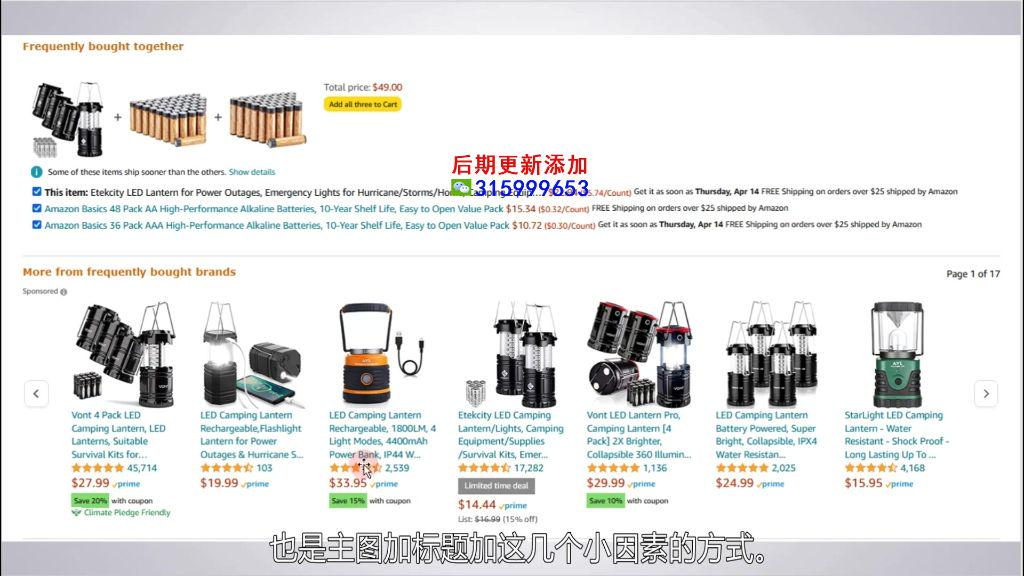 Frequently bought together
Total price: $49.00
Add all three to Cart
Some of these items ship sooner than the others. Show details
后期更新添加
315999653
This item: Etekcity LED Lantern for Power Outages, Emergency Lights for Hurricane/Storms/Ho
.74/Count) Get it as soon as Thursday, Apr 14 FREE Shipping on orders over $25 shipped by Amazon
Amazon Basics 48 Pack AA High-Performance Alkaline Batteries, 10-Year Shelf Life, Easy to Open Value Pack $15.34 ($0.32/Count) FREE Shipping on orders over $25 shipped by Amazon
Amazon Basics 36 Pack AAA High-Performance Alkaline Batteries, 10-Year Shelf Life, Easy to Open Value Pack $10.72 ($0.30/Count) Get it as soon as Thursday, Apr 14 FREE Shipping on orders over $25 shipped by Amazon
More from frequently bought brands
Page 1 of 17
Sponsored
Vont 4 Pack LED
Camping Lantern, LED
Lanterns, Suitable
Survival Kits for...
45,714
$27.99 prime
Save 20% with coupon
Climate Pledge Friendly
LED Camping Lantern
Rechargeable,Flashlight
Lantern for Power
Outages & Hurricane S...
103
$19.99 prime
LED Camping Lantern
Rechargeable, 1800LM, 4
Light Modes, 4400mAh
Power Bank, IP44 W...
2,539
$33.95 prime
Save 15% with coupon
Etekcity LED Camping
Lantern/Lights, Camping
Equipment/Supplies
/Survival Kits, Emer...
17,282
Limited time deal
$14.44 prime
List: $16.99 (15% off)
Vont LED Lantern Pro,
Camping Lantern [4
Pack] 2X Brighter,
Collapsible 360 Illumin...
1,136
$29.99 prime
Save 10% with coupon
LED Camping Lantern
Battery Powered, Super
Bright, Collapsible, IPX4
Water Resistan...
2,025
$24.99 prime
StarLight LED Camping
Lantern - Water
Resistant - Shock Proof -
Long Lasting Up To ...
4,168
$15.95 prime
也是主图加标题加这几个小因素的方式。